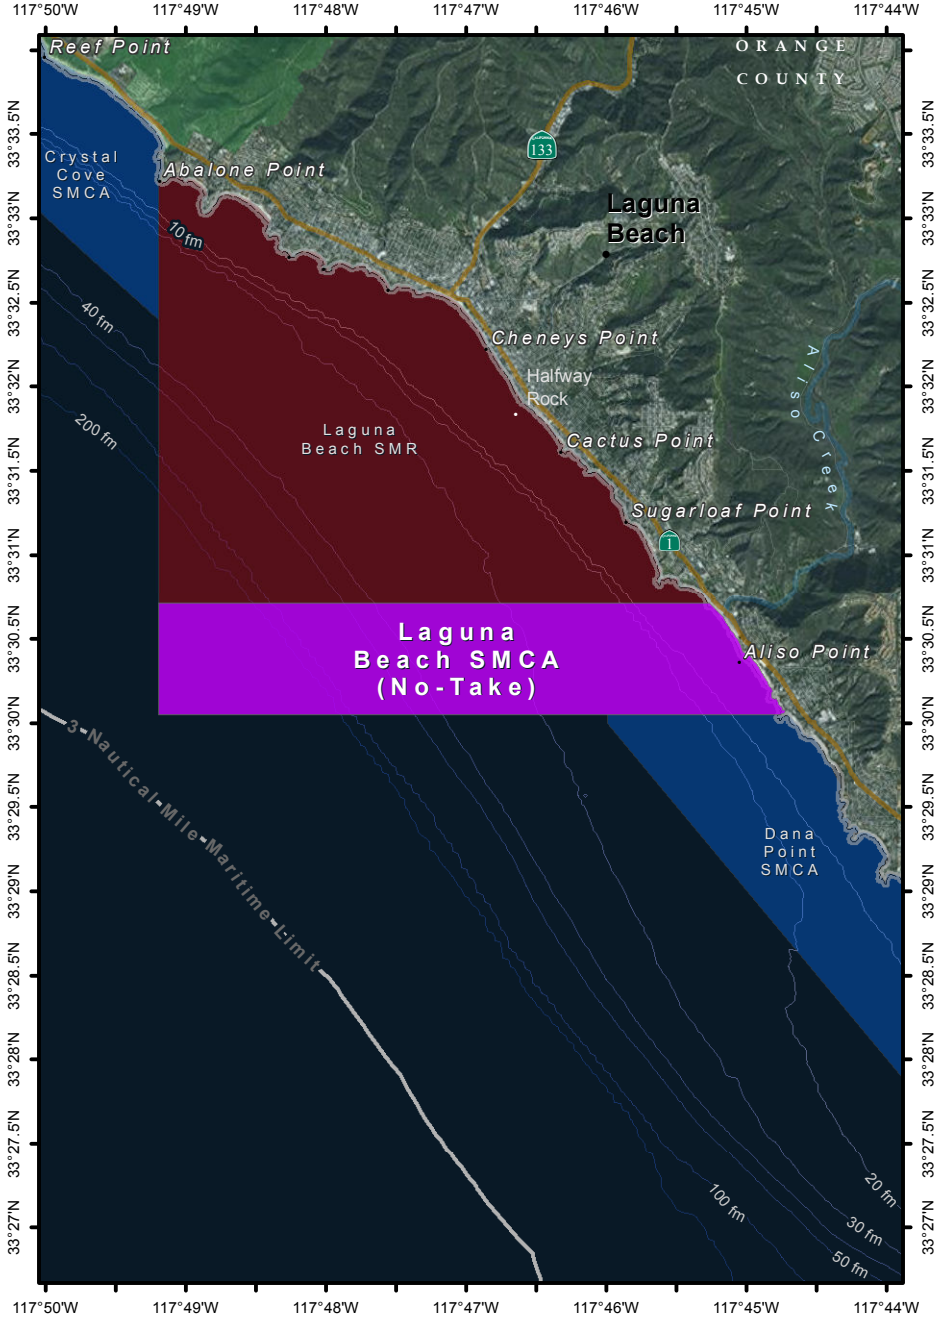 117°50'W 117°49'W 117°48'W 117°47'W 117°46'W 117°45'W 117°44'W
Reef Point
ORANGE
COUNTY
33°33.5'N
33°33.5'N
133
Crystal
Cove
SMCA
Abalone Point
Laguna
Beach
33°33'N
33°33'N
10 fm
33°32.5'N
33°32.5'N
40 fm
Cheneys Point
Aliso Creek
33°32'N
33°32'N
Halfway
Rock
200 fm
Laguna
Beach SMR
Cactus Point
33°31.5'N
33°31.5'N
Sugarloaf Point
1
33°31'N
33°31'N
Laguna
Beach SMCA
(No-Take)
33°30.5'N
33°30.5'N
Aliso Point
33°30'N
33°30'N
3-Nautical-Mile-Maritime-Limit
33°29.5'N
33°29.5'N
Dana
Point
SMCA
33°29'N
33°29'N
33°28.5'N
33°28.5'N
33°28'N
33°28'N
33°27.5'N
33°27.5'N
20 fm
100 fm
30 fm
33°27'N
33°27'N
50 fm
117°50'W 117°49'W 117°48'W 117°47'W 117°46'W 117°45'W 117°44'W